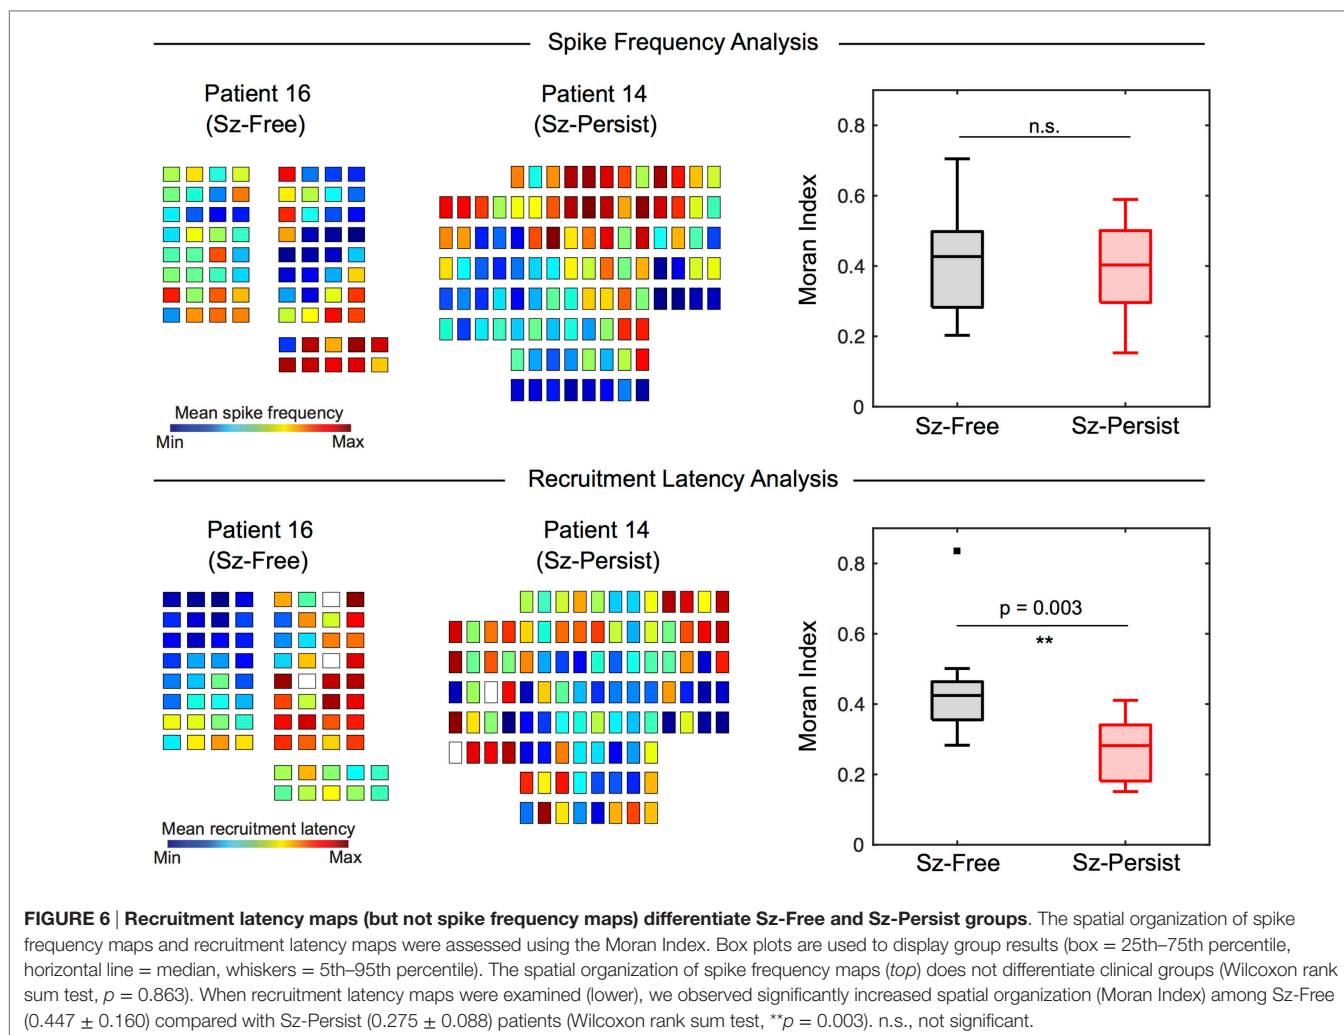 Spike Frequency Analysis
Patient 16
(Sz-Free)
Patient 14
(Sz-Persist)
Mean spike frequency
Min Max
Moran Index
0.8
0.6
0.4
0.2
0
n.s.
Sz-Free Sz-Persist
Recruitment Latency Analysis
Patient 16
(Sz-Free)
Patient 14
(Sz-Persist)
Mean recruitment latency
Min Max
Moran Index
0.8
0.6
0.4
0.2
0
p = 0.003
**
Sz-Free Sz-Persist
FIGURE 6 | Recruitment latency maps (but not spike frequency maps) differentiate Sz-Free and Sz-Persist groups. The spatial organization of spike
frequency maps and recruitment latency maps were assessed using the Moran Index. Box plots are used to display group results (box = 25th–75th percentile,
horizontal line = median, whiskers = 5th–95th percentile). The spatial organization of spike frequency maps (top) does not differentiate clinical groups (Wilcoxon rank
sum test, p = 0.863). When recruitment latency maps were examined (lower), we observed significantly increased spatial organization (Moran Index) among Sz-Free
(0.447 ± 0.160) compared with Sz-Persist (0.275 ± 0.088) patients (Wilcoxon rank sum test, **p = 0.003). n.s., not significant.